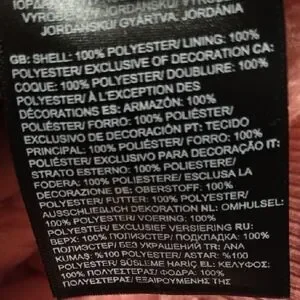 ΙΟΡΔΑ
VYROBE
JORDANSKU/ GYÁRTVA: JORDÁNIA
GB: SHELL: 100% POLYESTER/ LINING: 100%
POLYESTER/ EXCLUSIVE OF DECORATION CA:
COQUE: 100% POLYESTER/ DOUBLURE: 100%
POLYESTER/ À L'EXCEPTION DES
DÉCORATIONS ES: ARMAZÓN: 100%
POLIÉSTER/ FORRO: 100% POLIÉSTER/
EXCLUSIVO DE DECORACIÓN PT: TECIDO
PRINCIPAL: 100% POLIÉSTER/ FORRO: 100%
POLIÉSTER/ EXCLUSIVO PARA DECORAÇÃO IT:
STRATO ESTERNO: 100% POLIESTERE/
FODERA: 100% POLIESTERE/ ESCLUSA LA
DECORAZIONE DE: OBERSTOFF: 100%
POLYESTER/ FUTTER: 100% POLYESTER/
AUSSCHLIEßLICH DEKORATION NL: OMHULSEL:
100% POLYESTER/ VOERING: 100%
POLYESTER/ EXCLUSIEF VERSIERING RU:
ВЕРХ: 100% ПОЛИЭСТЕР/ ПОДКЛАДКА: 100%
ПОЛИЭСТЕР/ БЕЗ УКРАШЕНИЙ TR: ANA
KUMAŞ: %100 POLYESTER/ ASTAR: %100
POLYESTER/ SÜSLEME HARİÇ EL: ΚΕΛΥΦΟΣ:
100% ΠΟΛΥΕΣΤΕΡΑΣ/ ΦΟΔΡΑ: 100%
ΠΟΛΥΕΣΤΕΡΑΣ/ ΕΞΑΙΡΟΥΜΕΝΗΣ ΤΗΣ